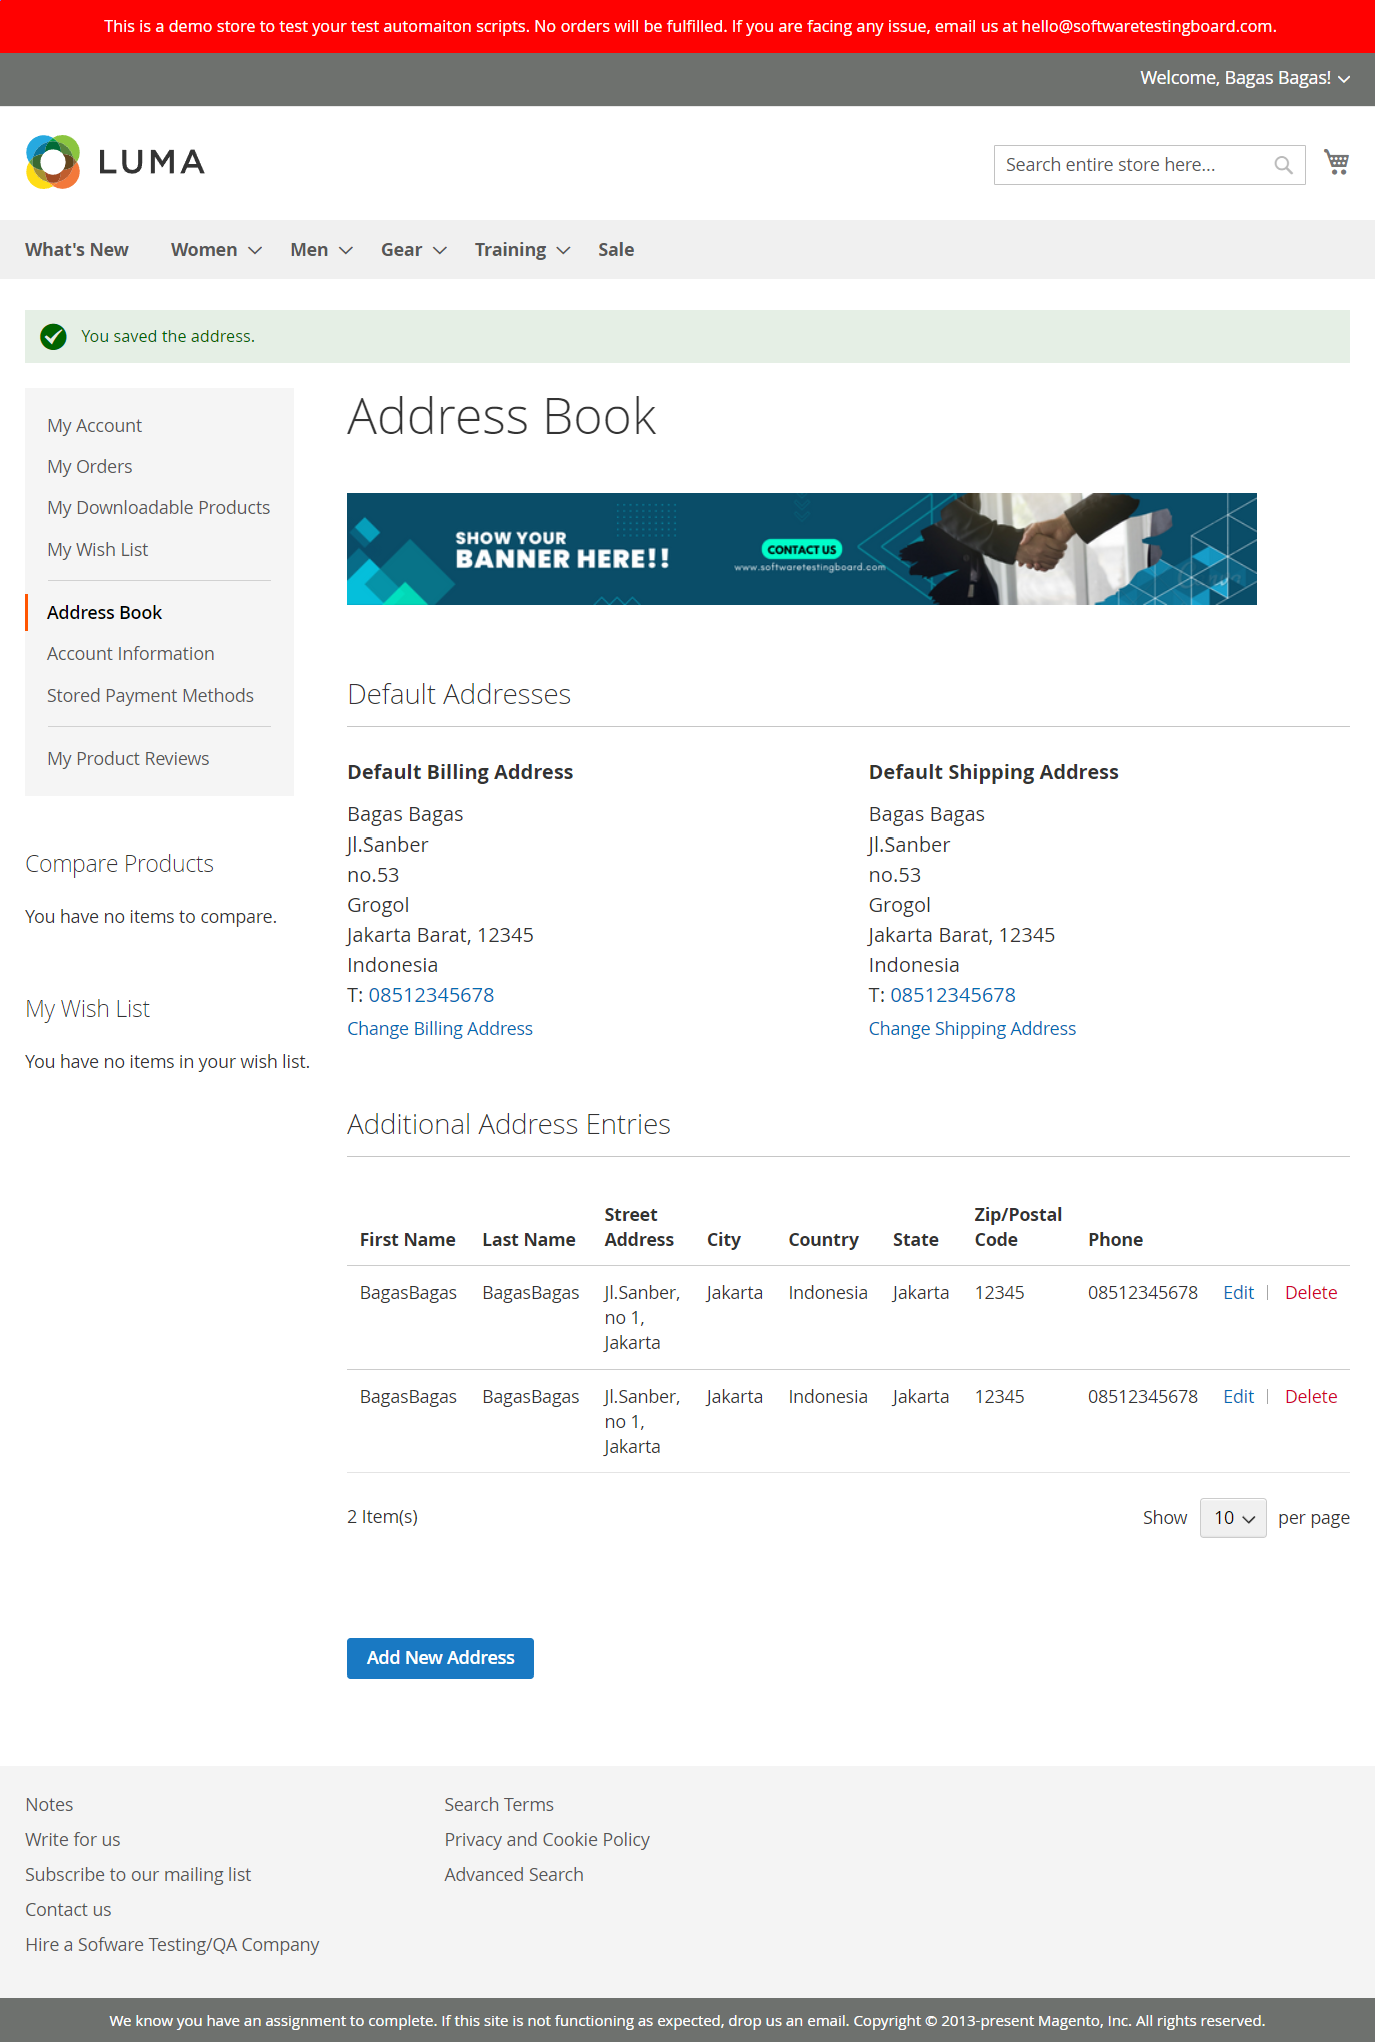 This is a demo store to test your test automaiton scripts. No orders will be fulfilled. If you are facing any issue, email us at hello@softwaretestingboard.com.
Welcome, Bagas Bagas!
LUMA
Search entire store here...
What's New Women Men Gear Training Sale
You saved the address.
My Account
My Orders
My Downloadable Products
My Wish List
Address Book
Account Information
Stored Payment Methods
My Product Reviews
Compare Products
You have no items to compare.
My Wish List
You have no items in your wish list.
Address Book
SHOW YOUR
BANNER HERE!!
CONTACT US
www.softwaretestingboard.com
Default Addresses
Default Billing Address
Bagas Bagas
Jl.Sanber
no.53
Grogol
Jakarta Barat, 12345
Indonesia
T: 08512345678
Change Billing Address
Default Shipping Address
Bagas Bagas
Jl.Sanber
no.53
Grogol
Jakarta Barat, 12345
Indonesia
T: 08512345678
Change Shipping Address
Additional Address Entries
First Name Last Name Street Address City Country State Zip/Postal Code Phone
BagasBagas BagasBagas Jl.Sanber, Jakarta Indonesia Jakarta 12345 08512345678 Edit Delete
no 1,
Jakarta
BagasBagas BagasBagas Jl.Sanber, Jakarta Indonesia Jakarta 12345 08512345678 Edit Delete
no 1,
Jakarta
2 Item(s)
Show 10 per page
Add New Address
Notes
Write for us
Subscribe to our mailing list
Contact us
Hire a Sofware Testing/QA Company
Search Terms
Privacy and Cookie Policy
Advanced Search
We know you have an assignment to complete. If this site is not functioning as expected, drop us an email. Copyright © 2013-present Magento, Inc. All rights reserved.